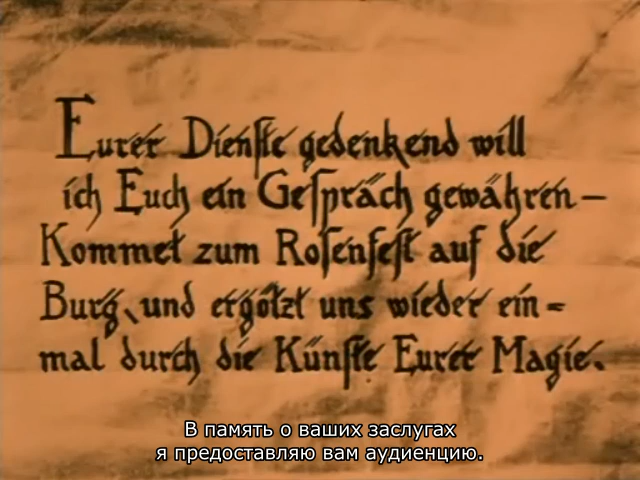 Eurer Dienſte gedenkend will
ich Euch ein Geſpräch gewähren –
Kommet zum Roſenfeſt auf die
Burg, und ergötzt uns wieder ein=
mal durch die Künſte Eurer Magie.
В память о ваших заслугах
я предоставляю вам аудиенцию.